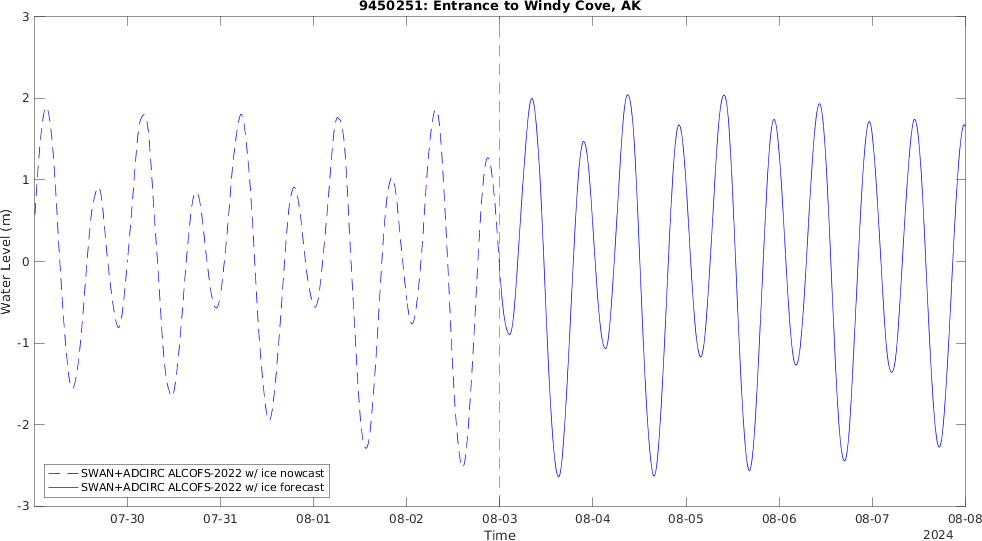 9450251: Entrance to Windy Cove, AK
3
2
1
0
-1
-2
-3
Water Level (m)
SWAN+ADCIRC ALCOFS-2022 w/ ice nowcast
SWAN+ADCIRC ALCOFS-2022 w/ ice forecast
07-30 07-31 08-01 08-02 08-03 08-04 08-05 08-06 08-07 08-08
Time
2024